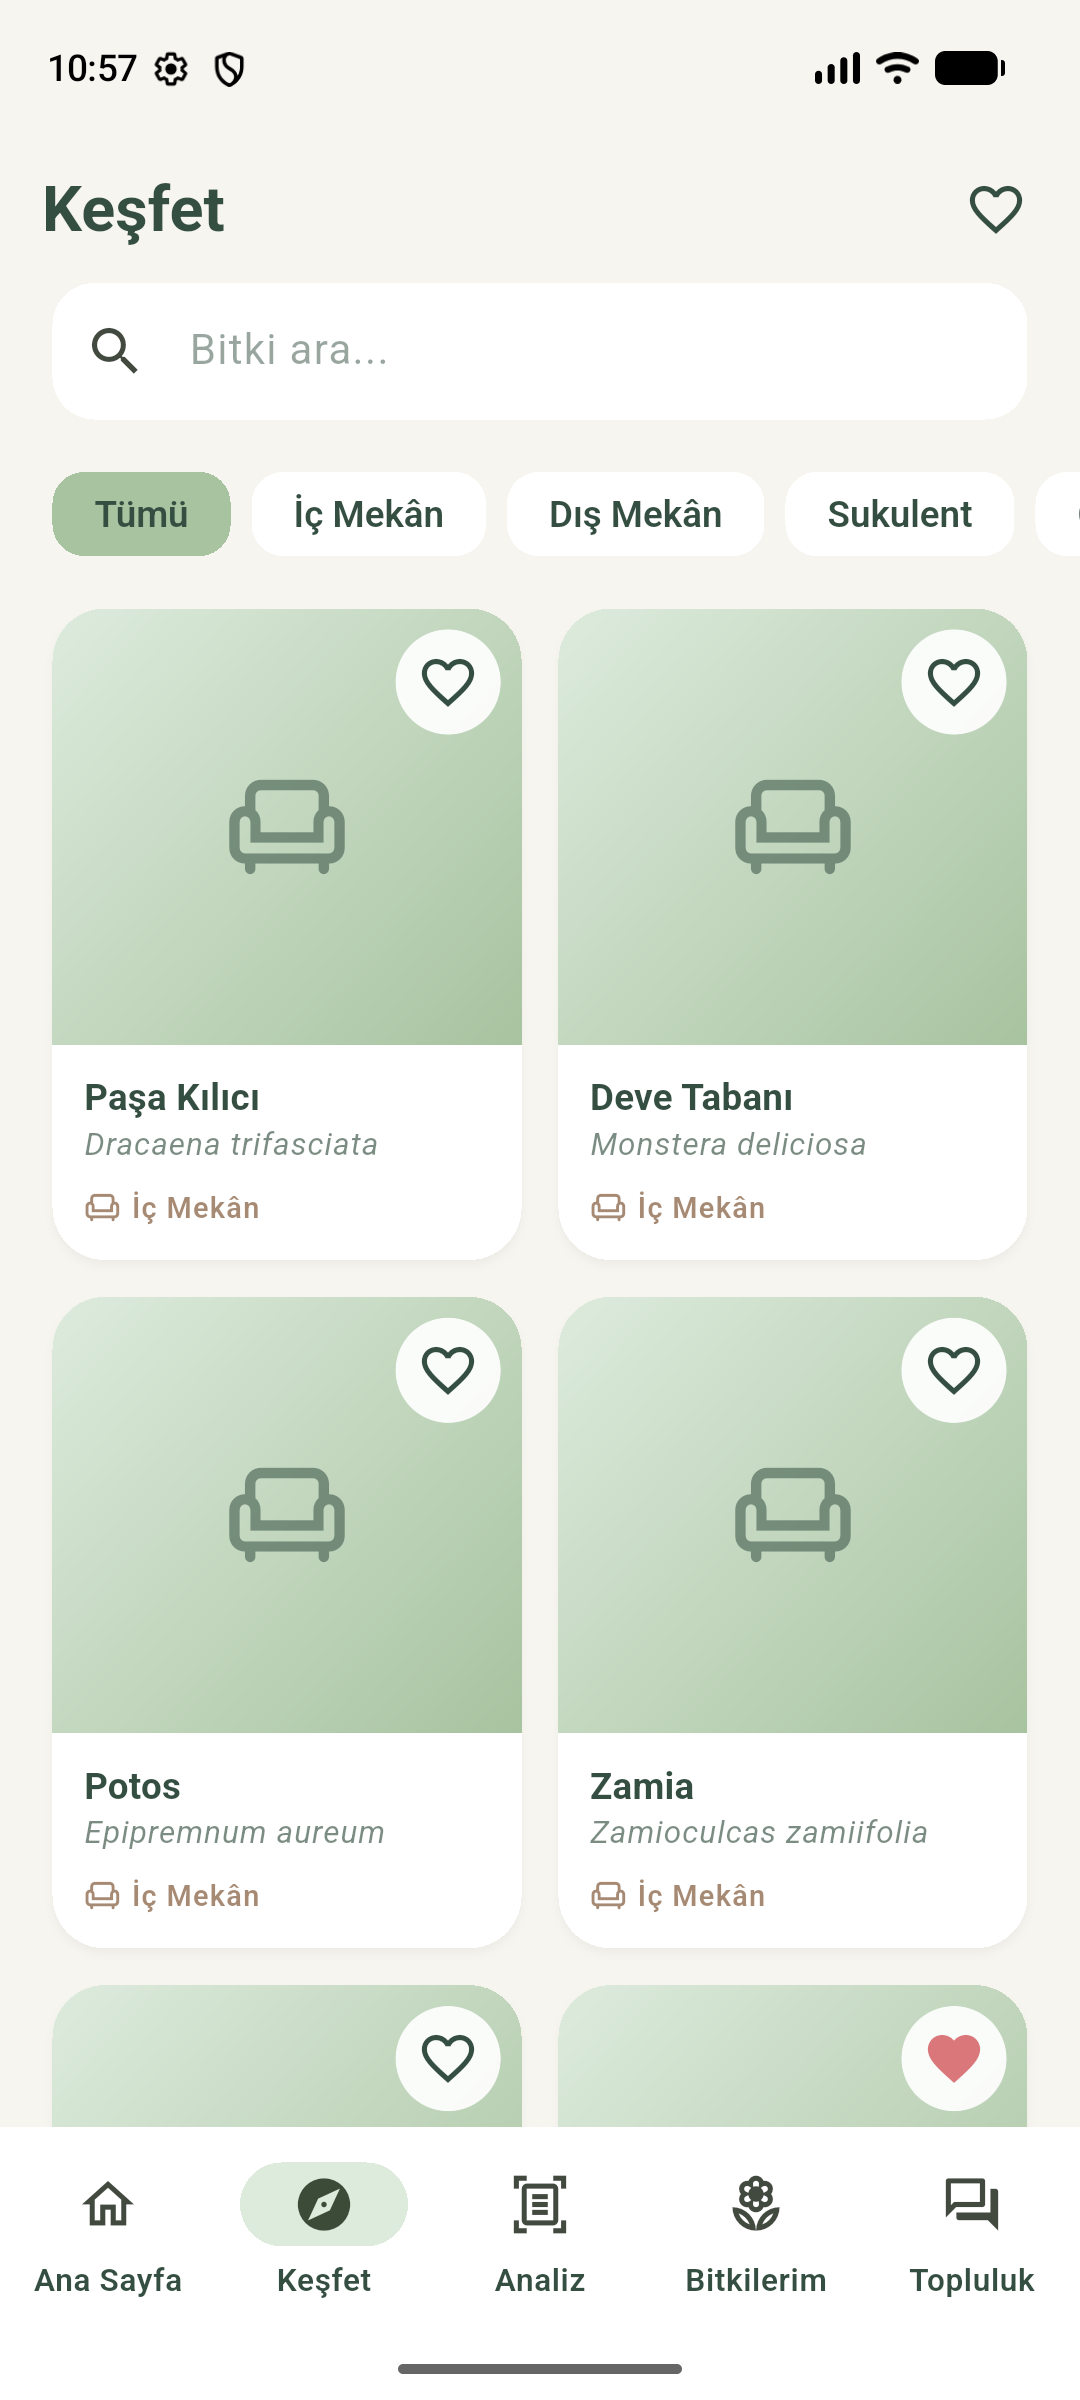 10:57
Keşfet
Bitki ara...
Tümü
İç Mekân
Dış Mekân
Sukulent
Paşa Kılıcı
Dracaena trifasciata
İç Mekân
Deve Tabanı
Monstera deliciosa
İç Mekân
Potos
Epipremnum aureum
İç Mekân
Zamia
Zamioculcas zamiifolia
İç Mekân
Ana Sayfa
Keşfet
Analiz
Bitkilerim
Topluluk